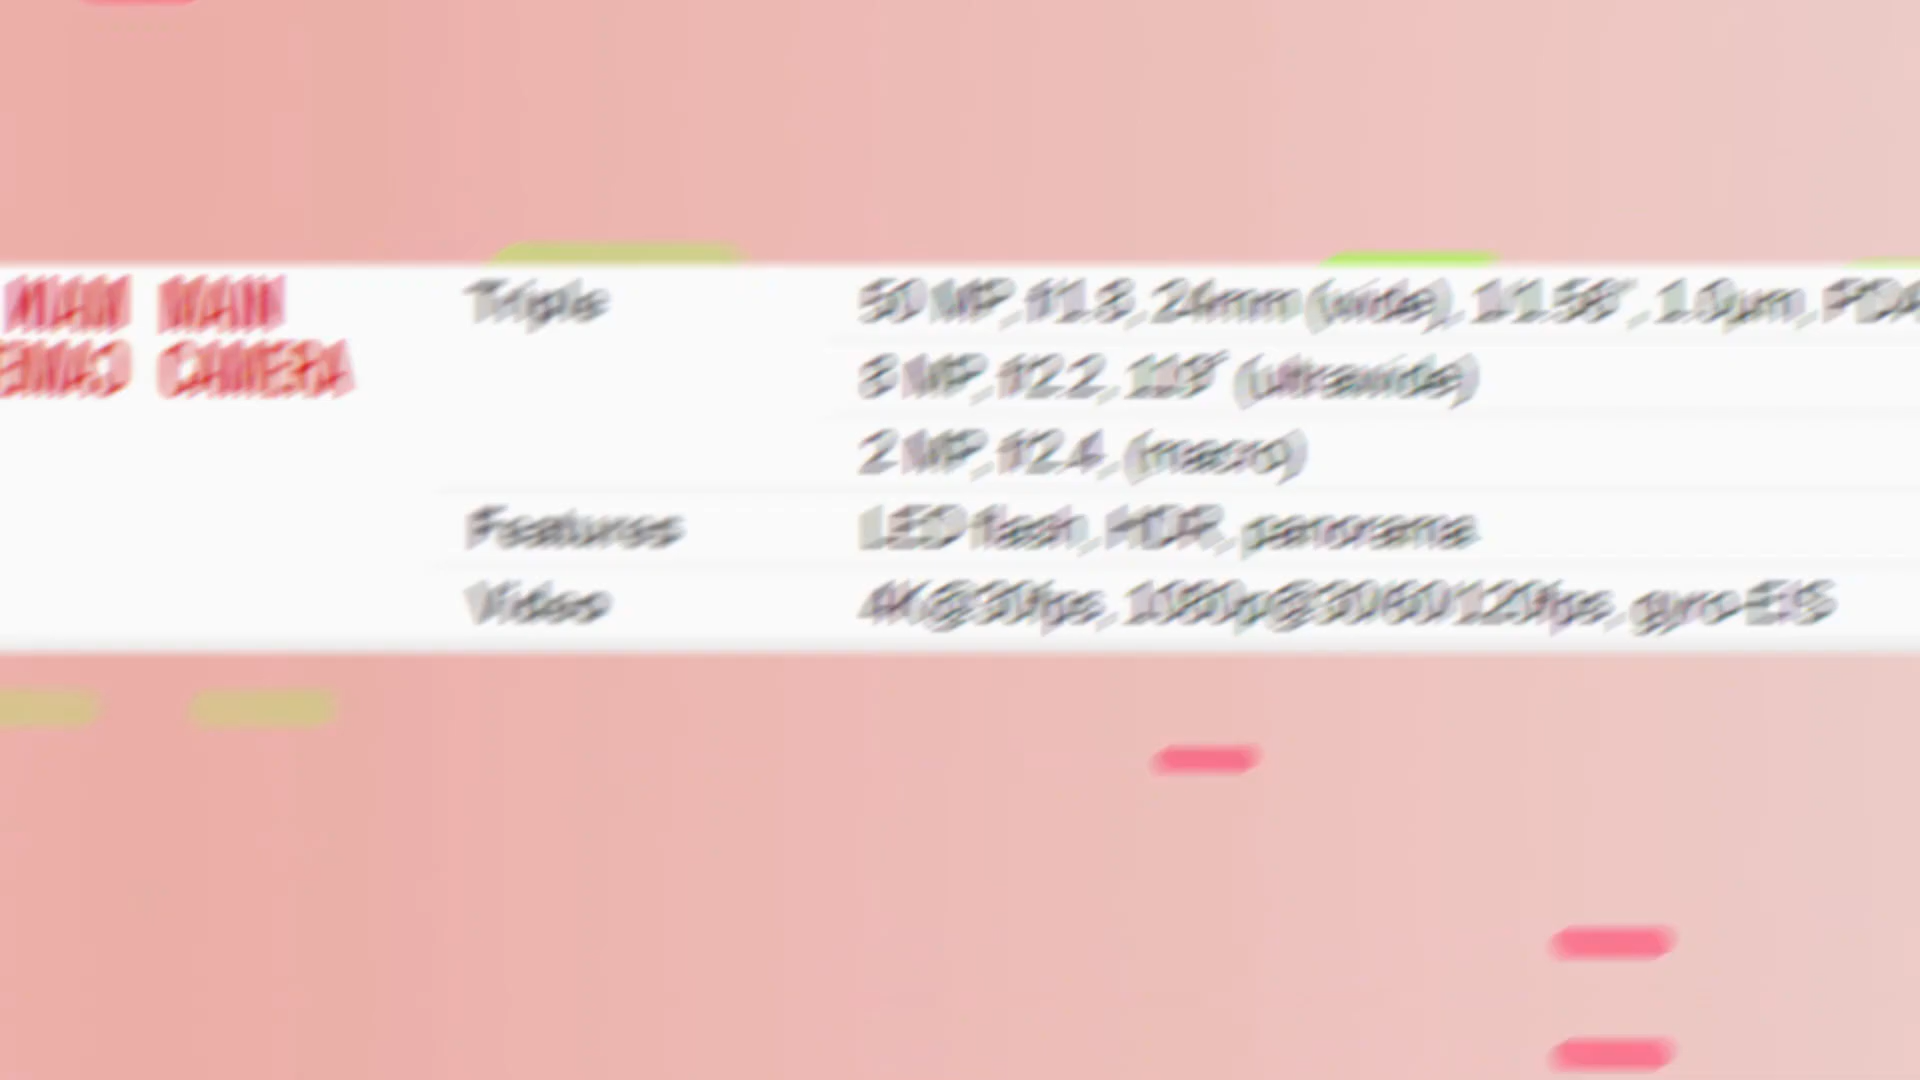 MAIN Triple 50 MP, f/1.8, 24mm (wide), 1/1.56", 1.0µm, PDA
CAMERA 8 MP, f/2.2, 119˚ (ultrawide)
2 MP, f/2.4, (macro)
Features LED flash, HDR, panorama
Video 4K@30fps, 1080p@30/60/120fps, gyro-EIS